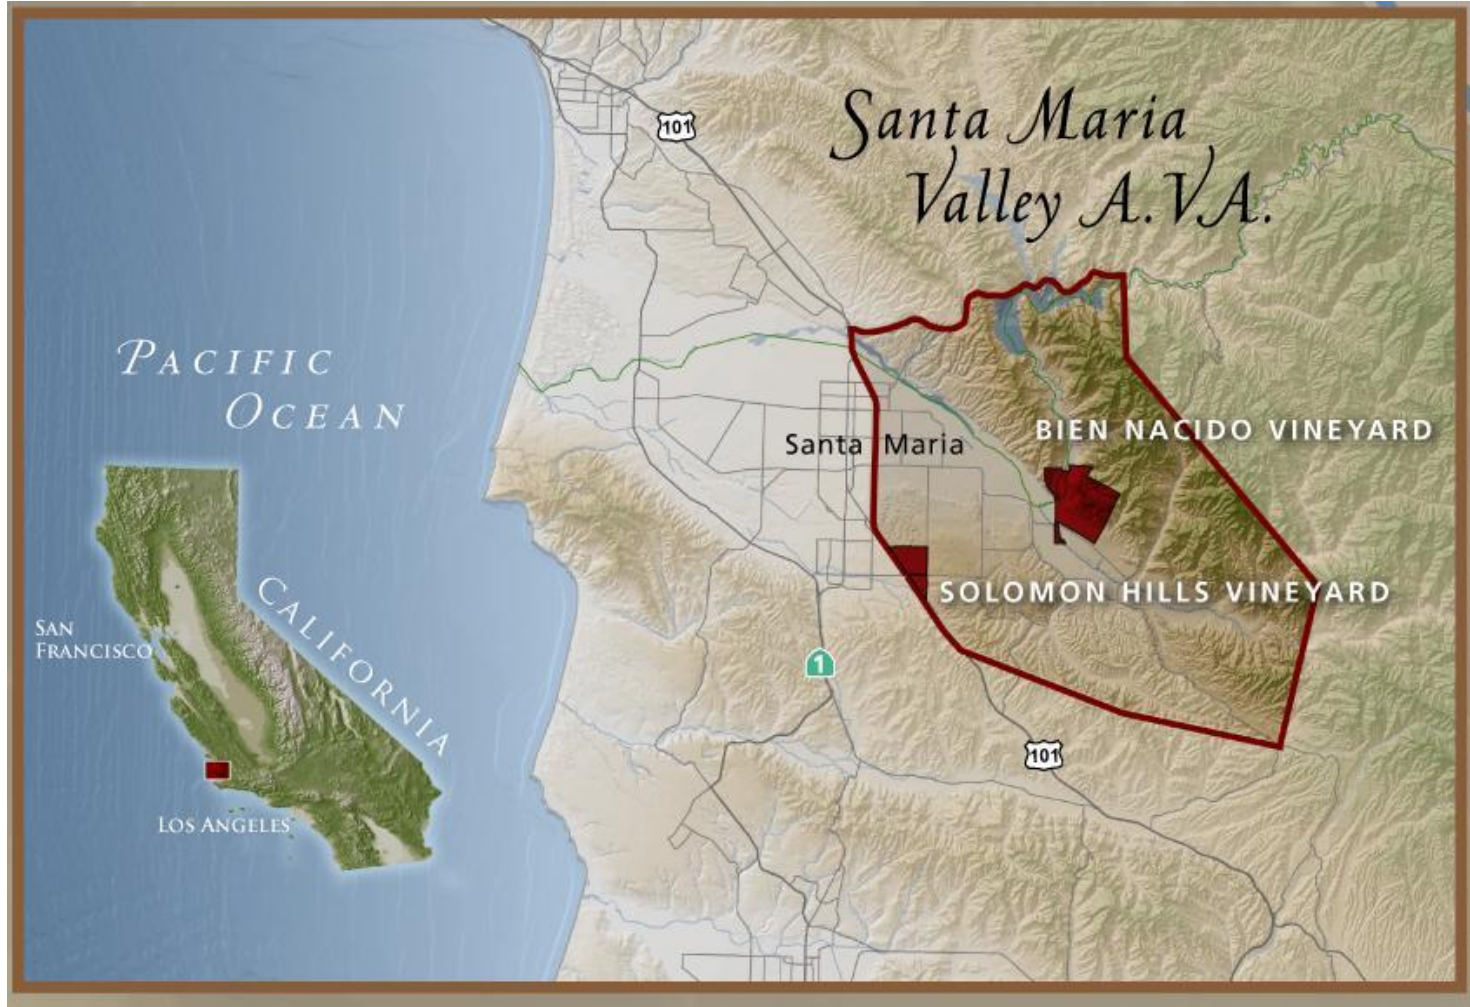 101
Santa Maria
Valley A.V.A.
PACIFIC
OCEAN
Santa Maria
BIEN NACIDO VINEYARD
SOLOMON HILLS VINEYARD
1
101
CALIFORNIA
SAN
FRANCISCO
LOS ANGELES